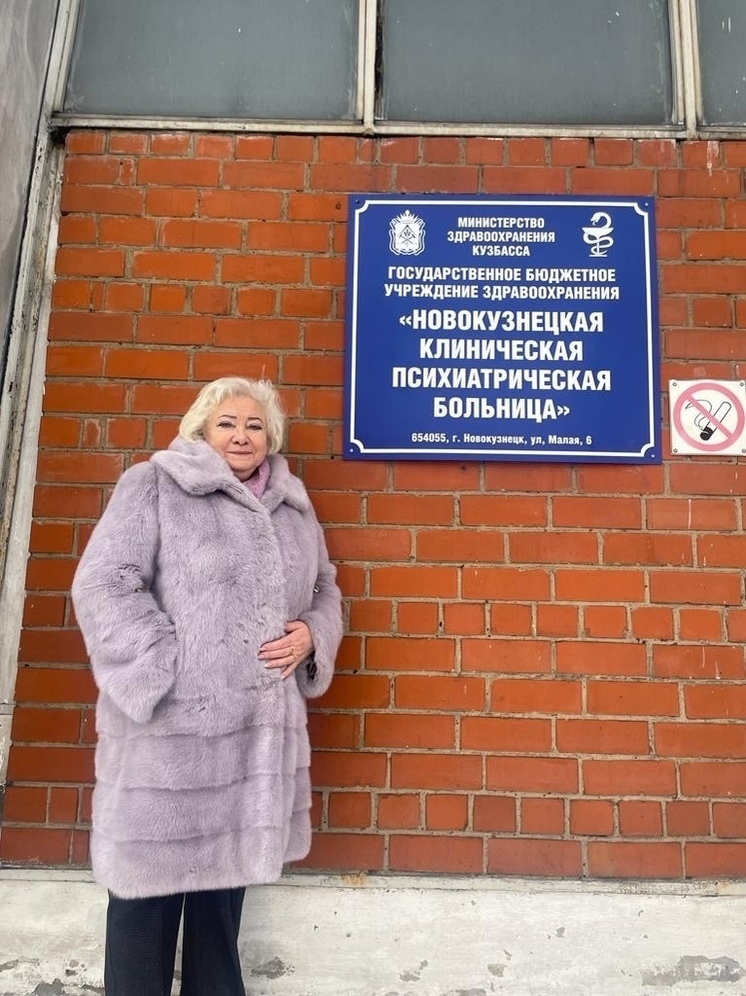 МИНИСТЕРСТВО
ЗДРАВООХРАНЕНИЯ
КУЗБАССА
ГОСУДАРСТВЕННОЕ БЮДЖЕТНОЕ
УЧРЕЖДЕНИЕ ЗДРАВООХРАНЕНИЯ
«НОВОКУЗНЕЦКАЯ
КЛИНИЧЕСКАЯ
ПСИХИАТРИЧЕСКАЯ
БОЛЬНИЦА»
654055, г. Новокузнецк, ул, Малая, 6